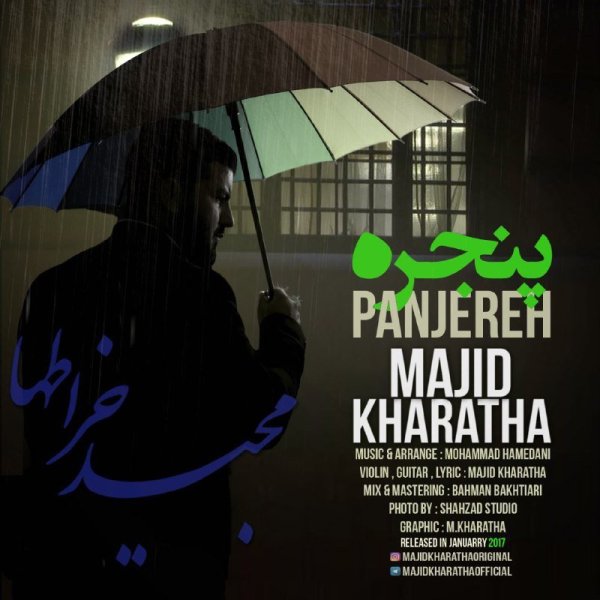 پنجره
PANJEREH
MAJID
KHARATHA
مجید خراطها
MUSIC & ARRANGE : MOHAMMAD HAMEDANI
VIOLIN , GUITAR , LYRIC : MAJID KHARATHA
MIX & MASTERING : BAHMAN BAKHTIARI
PHOTO BY : SHAHZAD STUDIO
GRAPHIC : M.KHARATHA
RELEASED IN JANUARRY 2017
MAJIDKHARATHAORIGINAL
MAJIDKHARATHAOFFICIAL